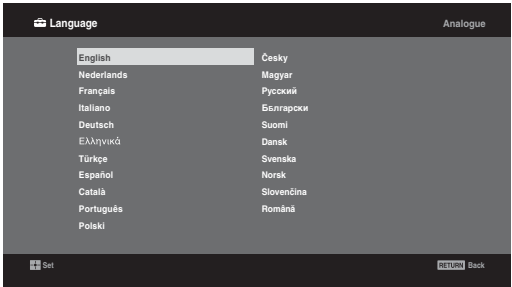 Language
Analogue
English
Nederlands
Français
Italiano
Deutsch
Ελληνικά
Türkçe
Español
Català
Português
Polski
Česky
Magyar
Русский
Български
Suomi
Dansk
Svenska
Norsk
Slovenčina
Română
Set
RETURN Back